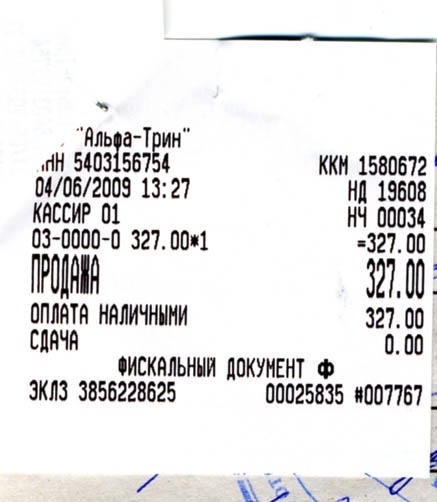 "Альфа-Трин"
ИНН 5403156754 ККМ 1580672
04/06/2009 13:27 НД 19608
КАССИР 01 НЧ 00034
03-0000-0 327.00*1 =327.00
ПРОДАЖА 327.00
ОПЛАТА НАЛИЧНЫМИ 327.00
СДАЧА 0.00
ФИСКАЛЬНЫЙ ДОКУМЕНТ Ф
ЭКЛЗ 3856228625 00025835 #007767